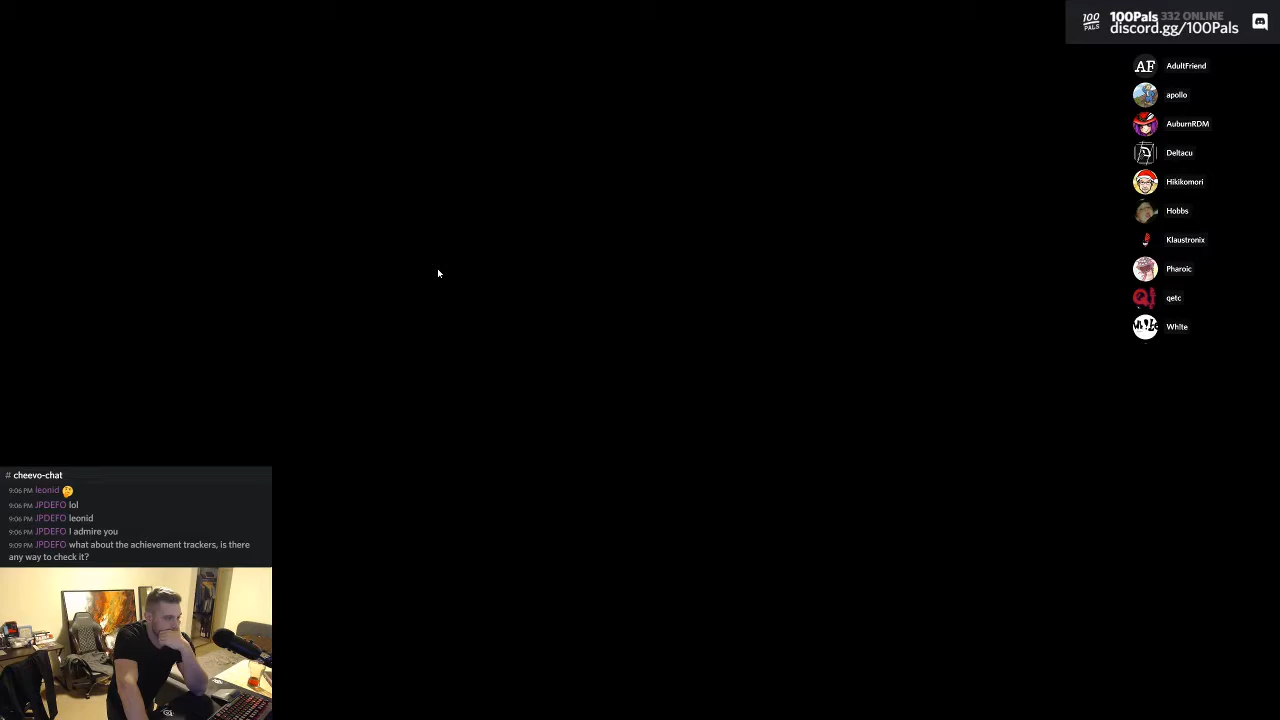 100
PALS
100Pals 332 ONLINE
discord.gg/100Pals
AF AdultFriend
apollo
AuburnRDM
Deltacu
Hikikomori
Hobbs
Klaustronix
Pharoic
qetc
Wh!te
# cheevo-chat
9:06 PM leonid
9:06 PM JPDEFO lol
9:06 PM JPDEFO leonid
9:06 PM JPDEFO I admire you
9:09 PM JPDEFO what about the achievement trackers, is there
any way to check it?